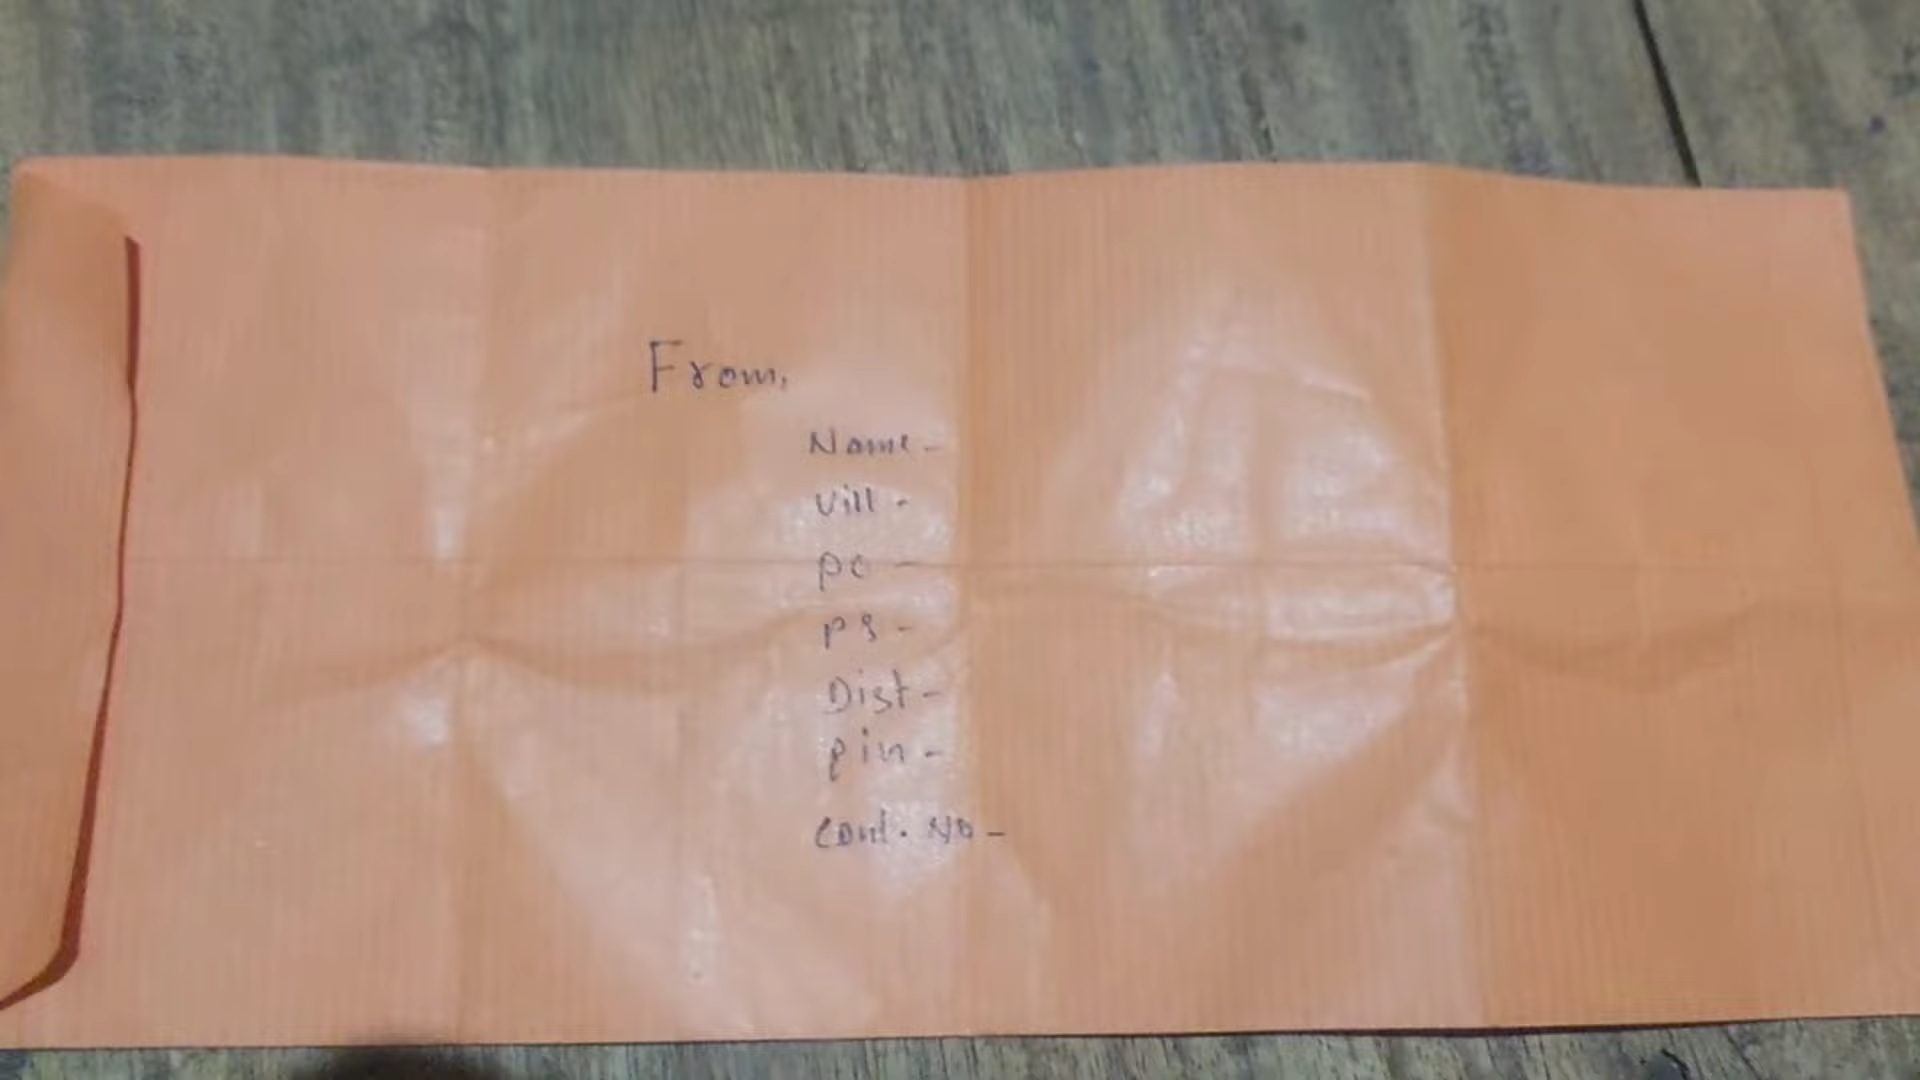 From,
Name-
Vill-
po-
ps-
Dist-
pin-
Cont. No-